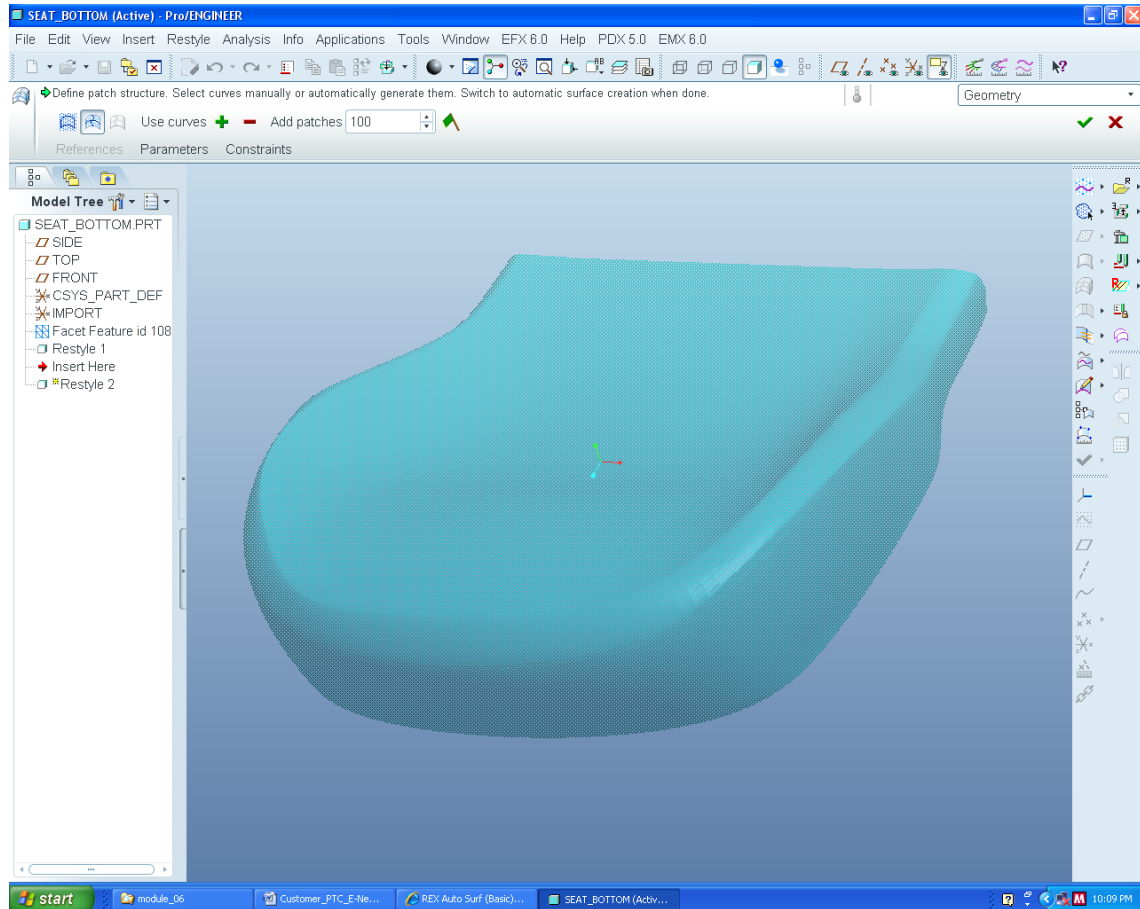 SEAT_BOTTOM (Active) - Pro/ENGINEER
File Edit View Insert Restyle Analysis Info Applications Tools Window EFX 6.0 Help PDX 5.0 EMX 6.0
Define patch structure. Select curves manually or automatically generate them. Switch to automatic surface creation when done.
Geometry
Use curves Add patches 100
References Parameters Constraints
Model Tree
SEAT_BOTTOM.PRT
SIDE
TOP
FRONT
CSYS_PART_DEF
IMPORT
Facet Feature id 108
Restyle 1
Insert Here
Restyle 2
start module_06 Customer_PTC_E-Ne... REX Auto Surf (Basic)... SEAT_BOTTOM (Activ... 10:09 PM